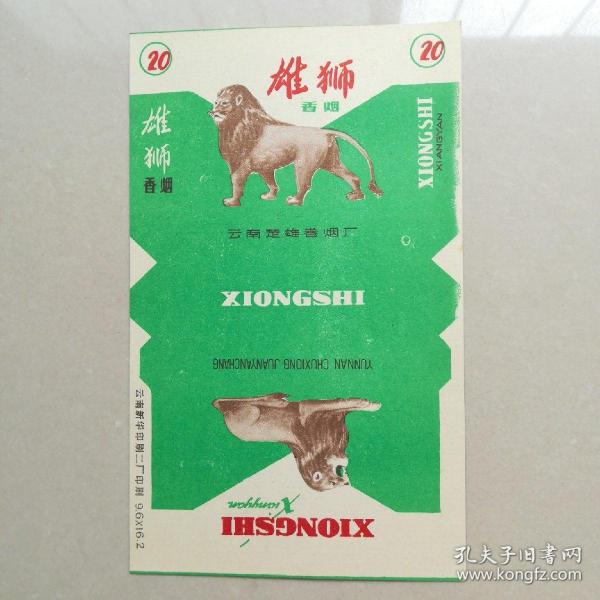 20
20
雄狮
香烟
雄狮
香烟
XIONGSHI
XIANGYAN
云南楚雄卷烟厂
XIONGSHI
YUNNAN CHUXIONG JUANYANCHANG
XIONGSHI
Xiangyan
云南新华印刷二厂印刷 96×16.2
孔夫子旧书网
www.kongfz.com